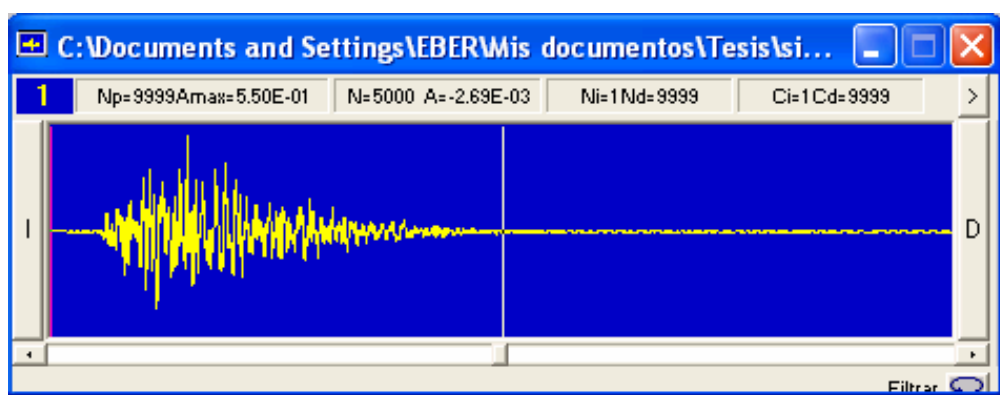 C:\Documents and Settings\EBER\Mis documentos\Tesis\si...
1 Np=9999Amax=5.50E-01 N=5000 A=-2.69E-03 Ni=1Nd=9999 Ci=1Cd=9999 >
I D
Filtrar